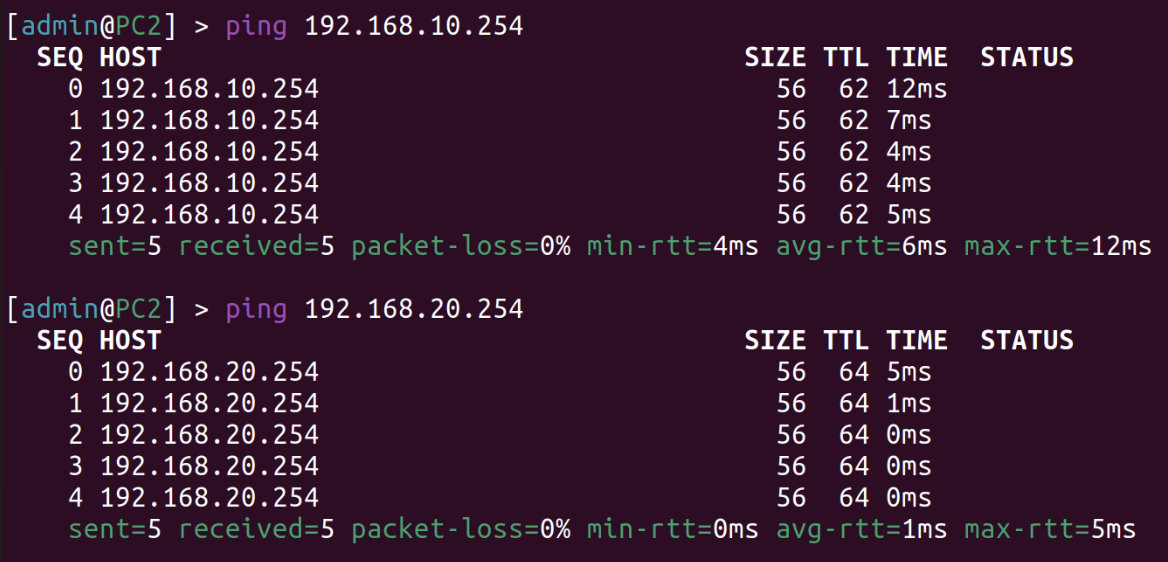 [admin@PC2] > ping 192.168.10.254
  SEQ HOST                                     SIZE TTL TIME  STATUS
    0 192.168.10.254                             56  62 12ms
    1 192.168.10.254                             56  62 7ms
    2 192.168.10.254                             56  62 4ms
    3 192.168.10.254                             56  62 4ms
    4 192.168.10.254                             56  62 5ms
    sent=5 received=5 packet-loss=0% min-rtt=4ms avg-rtt=6ms max-rtt=12ms

[admin@PC2] > ping 192.168.20.254
  SEQ HOST                                     SIZE TTL TIME  STATUS
    0 192.168.20.254                             56  64 5ms
    1 192.168.20.254                             56  64 1ms
    2 192.168.20.254                             56  64 0ms
    3 192.168.20.254                             56  64 0ms
    4 192.168.20.254                             56  64 0ms
    sent=5 received=5 packet-loss=0% min-rtt=0ms avg-rtt=1ms max-rtt=5ms